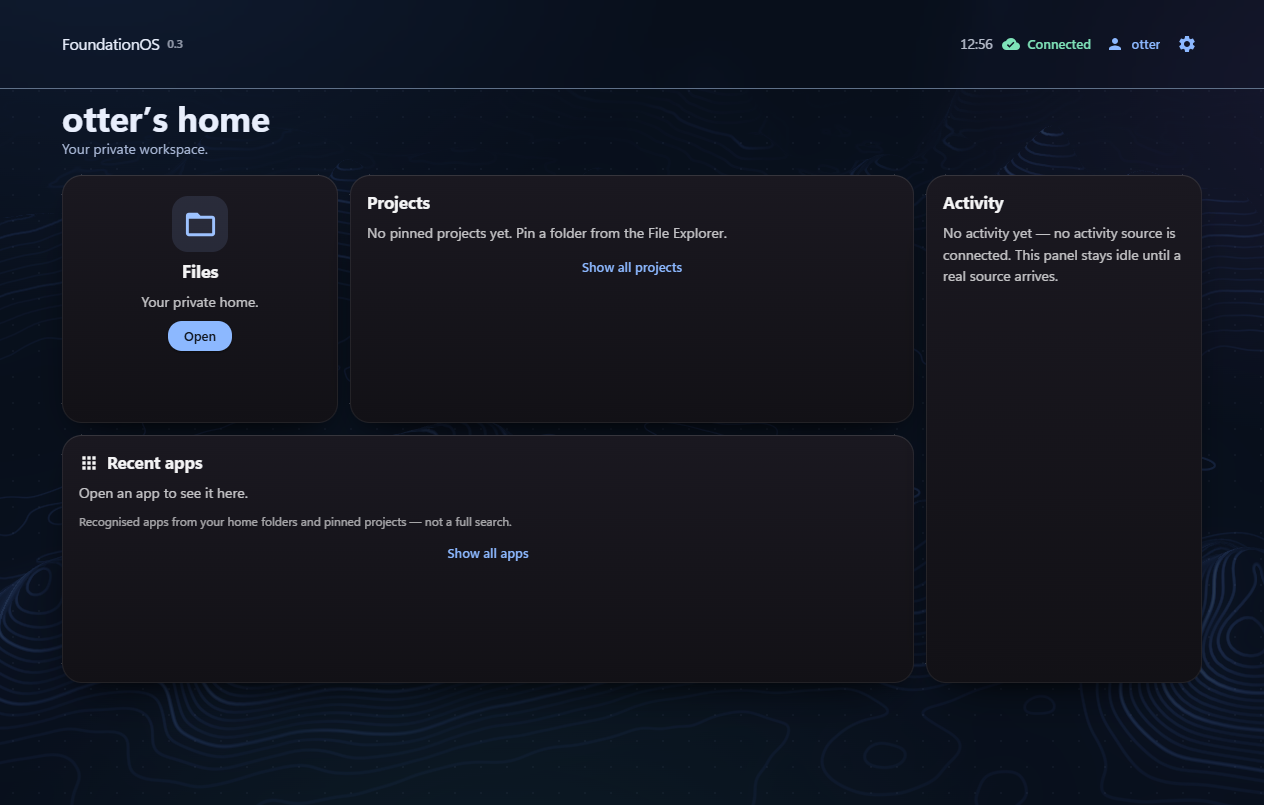 FoundationOS 0.3
12:56 Connected otter
otter’s home
Your private workspace.
Files
Your private home.
Open
Projects
No pinned projects yet. Pin a folder from the File Explorer.
Show all projects
Activity
No activity yet — no activity source is
connected. This panel stays idle until a
real source arrives.
Recent apps
Open an app to see it here.
Recognised apps from your home folders and pinned projects — not a full search.
Show all apps